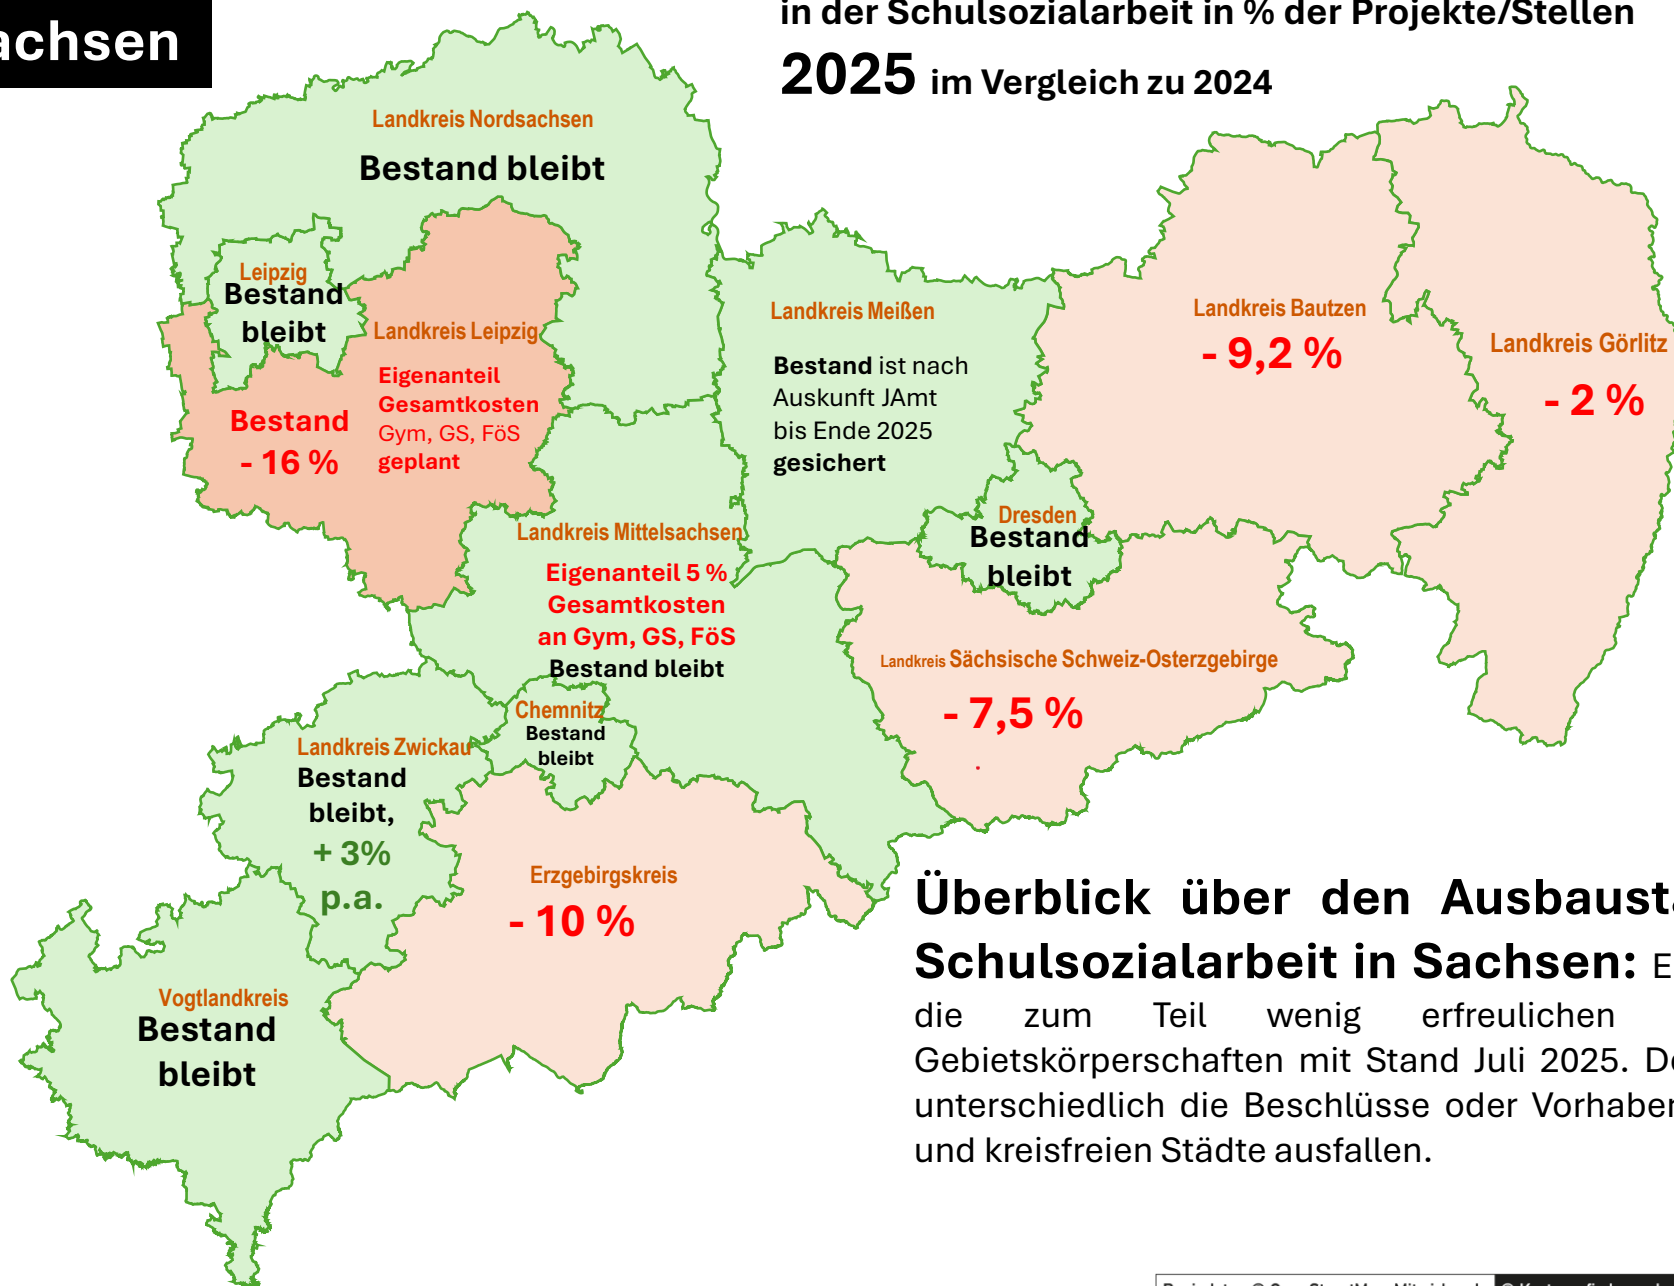 in der Schulsozialarbeit in % der Projekte/Stellen
2025 im Vergleich zu 2024
Landkreis Nordsachsen
Bestand bleibt
Leipzig
Bestand
bleibt
Landkreis Leipzig
Eigenanteil
Gesamtkosten
Gym, GS, FöS
geplant
Bestand
- 16 %
Landkreis Meißen
Bestand ist nach
Auskunft JAmt
bis Ende 2025
gesichert
Landkreis Bautzen
- 9,2 %
Landkreis Görlitz
- 2 %
Dresden
Bestand
bleibt
Landkreis Mittelsachsen
Eigenanteil 5 %
Gesamtkosten
an Gym, GS, FöS
Bestand bleibt
Landkreis Sächsische Schweiz-Osterzgebirge
- 7,5 %
.
Chemnitz
Bestand
bleibt
Landkreis Zwickau
Bestand
bleibt,
+ 3%
p.a.
Erzgebirgskreis
- 10 %
Vogtlandkreis
Bestand
bleibt
Überblick über den
Schulsozialarbeit in Sachsen:
die zum Teil wenig erfreulichen
Gebietskörperschaften mit Stand Juli 2025.
unterschiedlich die Beschlüsse oder
und kreisfreien Städte ausfallen.